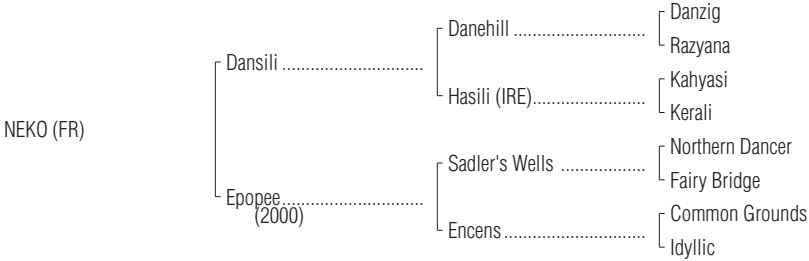 Danzig
Danehill ..............................
Razyana
Dansili ..............................
Kahyasi
Hasili (IRE)..........................
Kerali
NEKO (FR)
Northern Dancer
Sadler's Wells ...................
Fairy Bridge
Epopee..............................
(2000)
Common Grounds
Encens..............................
Idyllic